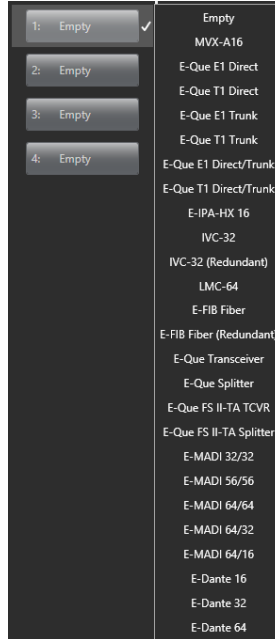 1: Empty
2: Empty
3: Empty
4: Empty
Empty
MVX-A16
E-Que E1 Direct
E-Que T1 Direct
E-Que E1 Trunk
E-Que T1 Trunk
E-Que E1 Direct/Trunk
E-Que T1 Direct/Trunk
E-IPA-HX 16
IVC-32
IVC-32 (Redundant)
LMC-64
E-FIB Fiber
E-FIB Fiber (Redundant)
E-Que Transceiver
E-Que Splitter
E-Que FS II-TA TCVR
E-Que FS II-TA Splitter
E-MADI 32/32
E-MADI 56/56
E-MADI 64/64
E-MADI 64/32
E-MADI 64/16
E-Dante 16
E-Dante 32
E-Dante 64